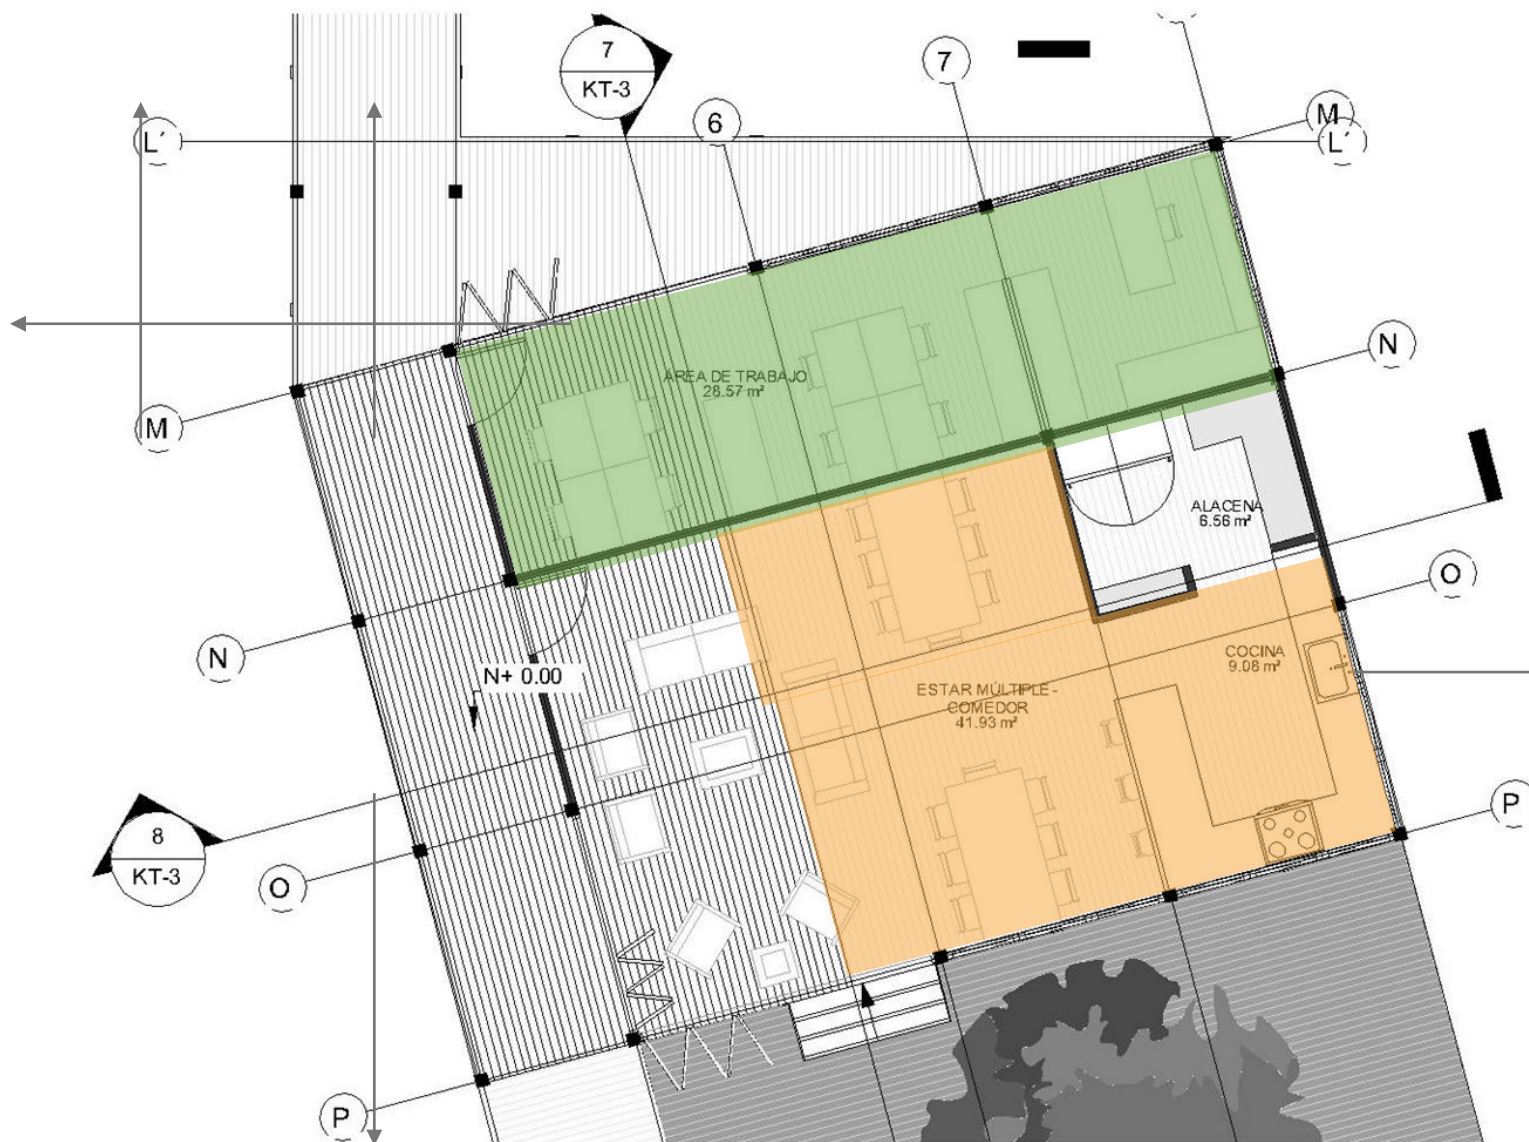 7
KT-3
6
7
M
L´
L´
N
M
ÁREA DE TRABAJO
28.57 m²
ALACENA
6.56 m²
O
N
N+ 0.00
COCINA
9.08 m²
ESTAR MÚLTIPLE -
COMEDOR
41.93 m²
P
8
KT-3
O
P